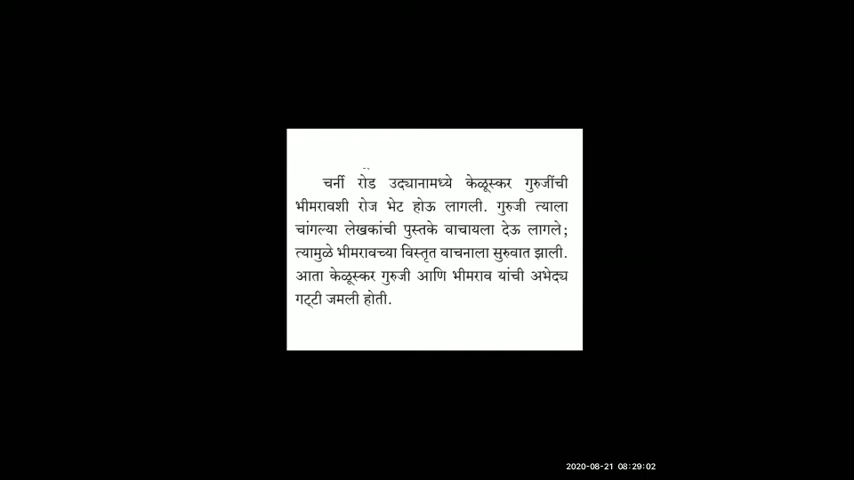 चर्नी रोड उद्यानामध्ये केळूस्कर गुरुजींची
भीमरावशी रोज भेट होऊ लागली. गुरुजी त्याला
चांगल्या लेखकांची पुस्तके वाचायला देऊ लागले;
त्यामुळे भीमरावच्या विस्तृत वाचनाला सुरुवात झाली.
आता केळूस्कर गुरुजी आणि भीमराव यांची अभेद्य
गट्‌टी जमली होती.
2020-08-21 08:29:02